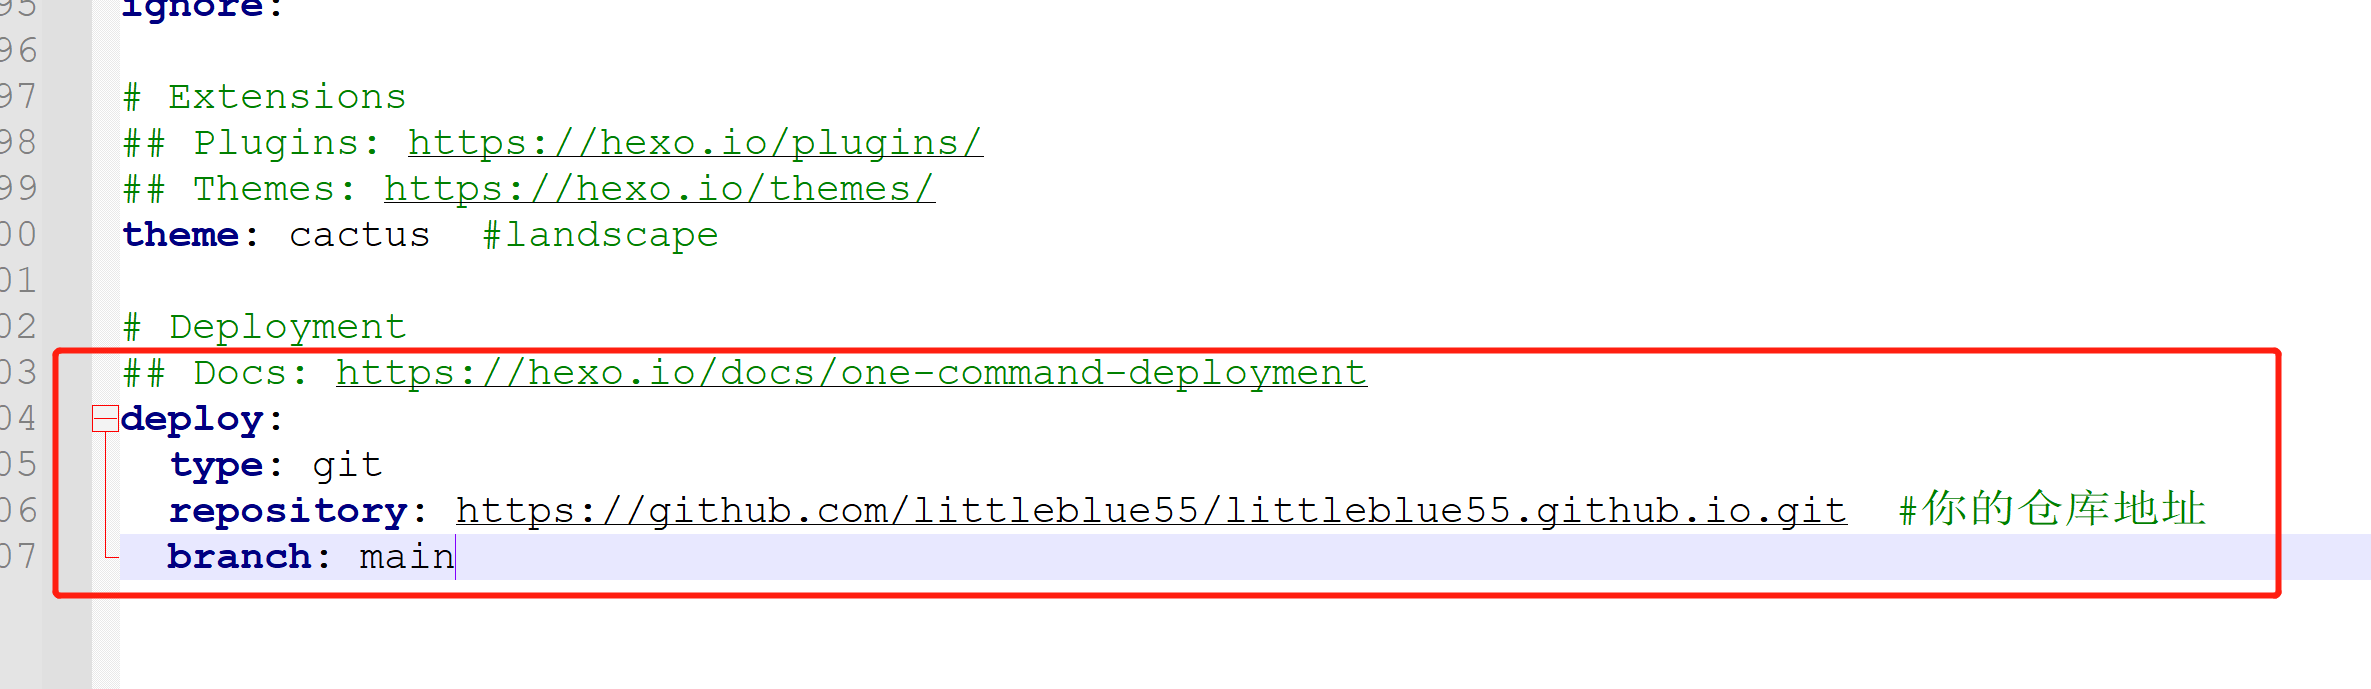 95 ignore:
96
97 # Extensions
98 ## Plugins: https://hexo.io/plugins/
99 ## Themes: https://hexo.io/themes/
00 theme: cactus  #landscape
01
02 # Deployment
03 ## Docs: https://hexo.io/docs/one-command-deployment
04 deploy:
05   type: git
06   repository: https://github.com/littleblue55/littleblue55.github.io.git  #你的仓库地址
07   branch: main